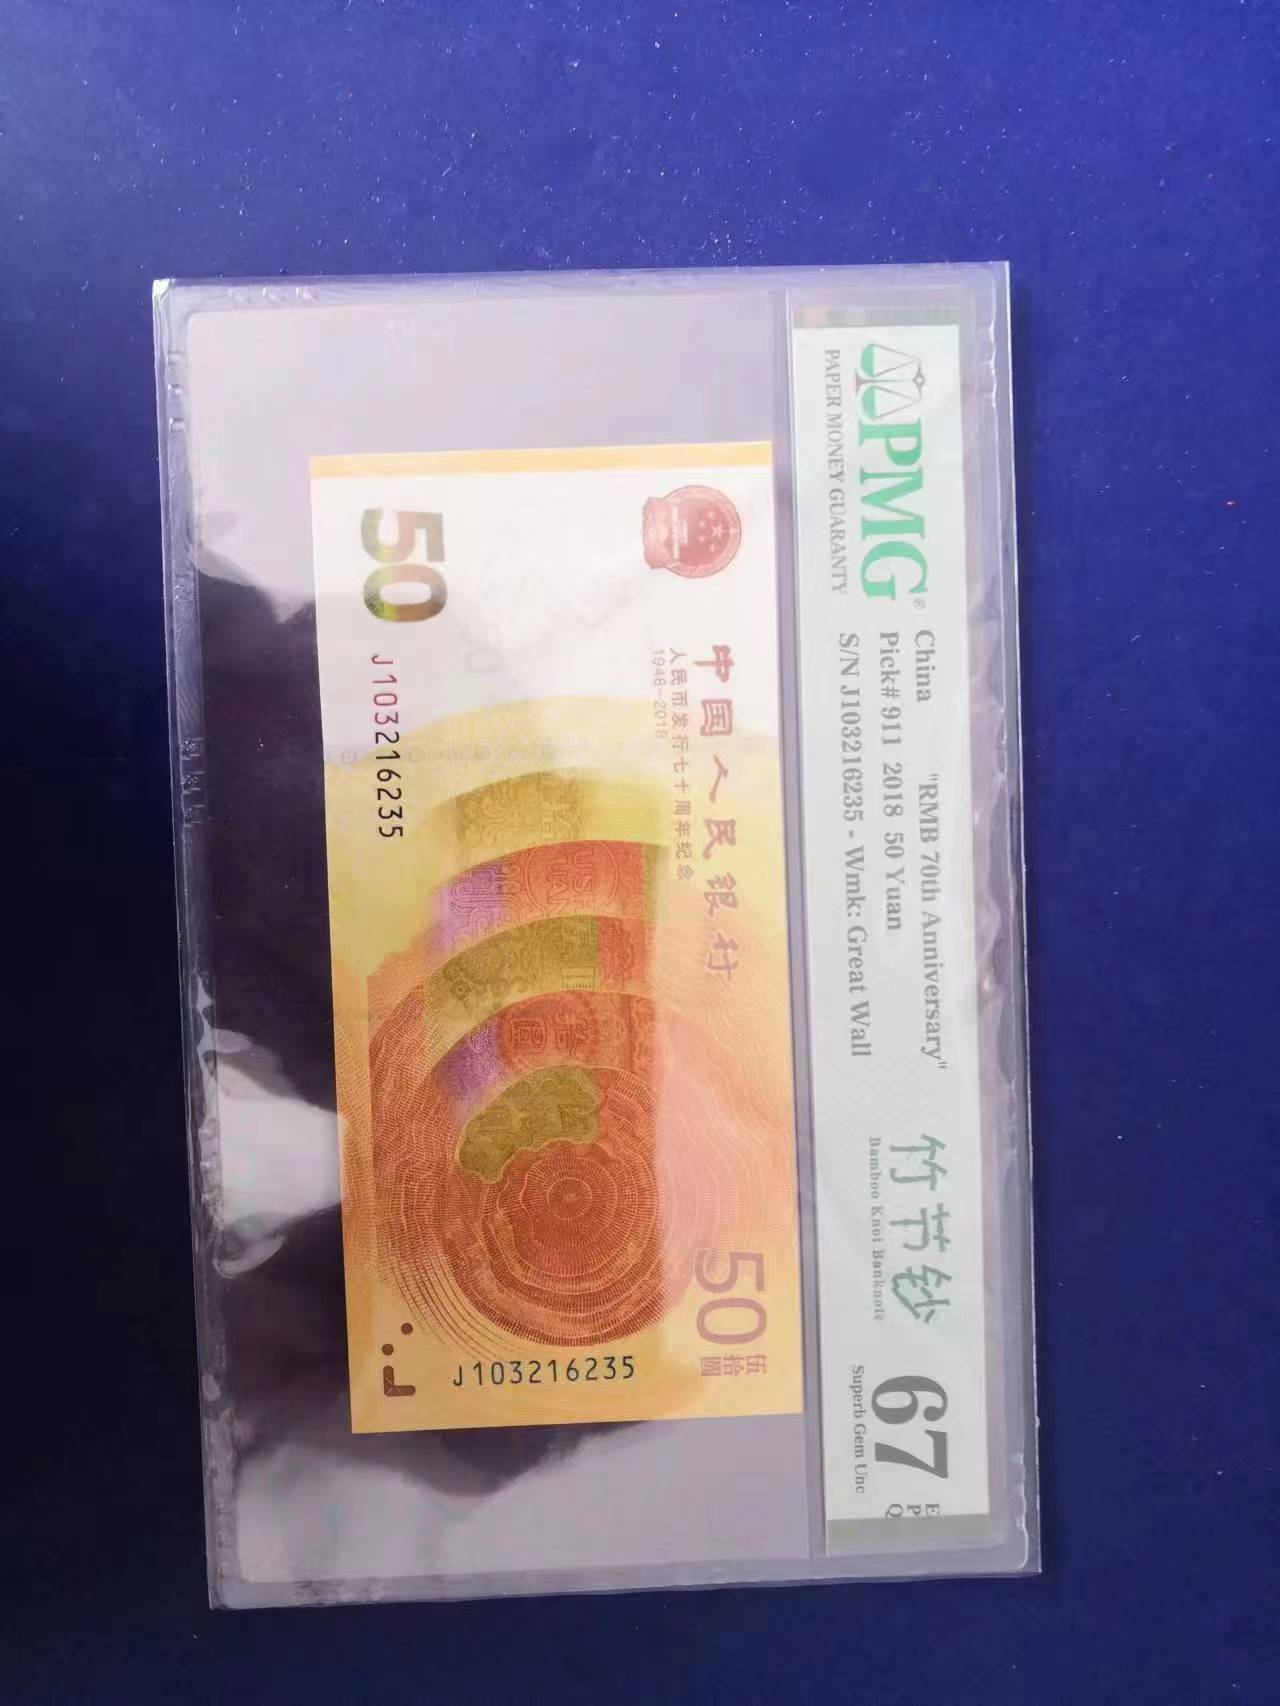 PMG®
PAPER MONEY GUARANTY
China "RMB 70th Anniversary"
Pick# 911 2018 50 Yuan
S/N J103216235 - Wmk: Great Wall
竹节钞
Bamboo Knot Banknote
67
Superb Gem Unc
E
P
Q
中国人民银行
人民币发行七十周年纪念
1948-2018
50
J103216235
50
伍拾圆
J103216235